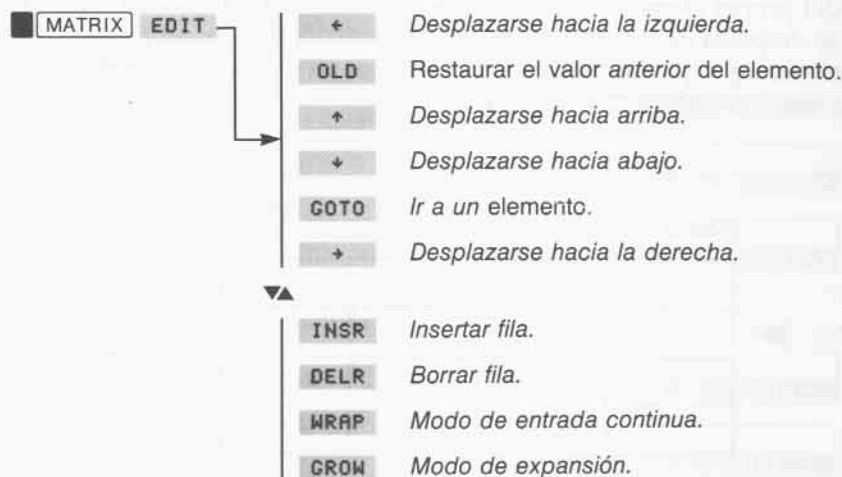 MATRIX EDIT
← Desplazarse hacia la izquierda.
OLD Restaurar el valor anterior del elemento.
↑ Desplazarse hacia arriba.
↓ Desplazarse hacia abajo.
GOTO Ir a un elemento.
→ Desplazarse hacia la derecha.
▼▲
INSR Insertar fila.
DELR Borrar fila.
WRAP Modo de entrada continua.
GROW Modo de expansión.